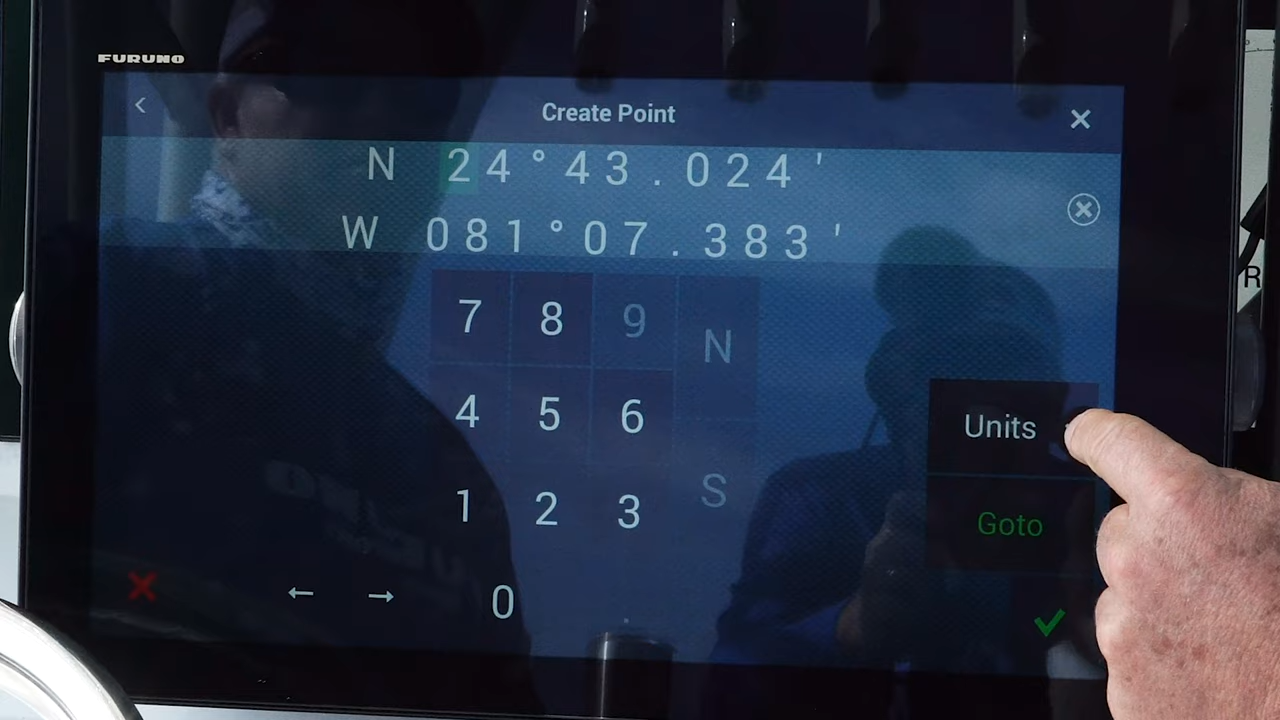 FURUNO
Create Point
N 24°43.024'
W 081°07.383'
7 8 9 N
4 5 6
Units
1 2 3 S
Goto
← → 0 .
R